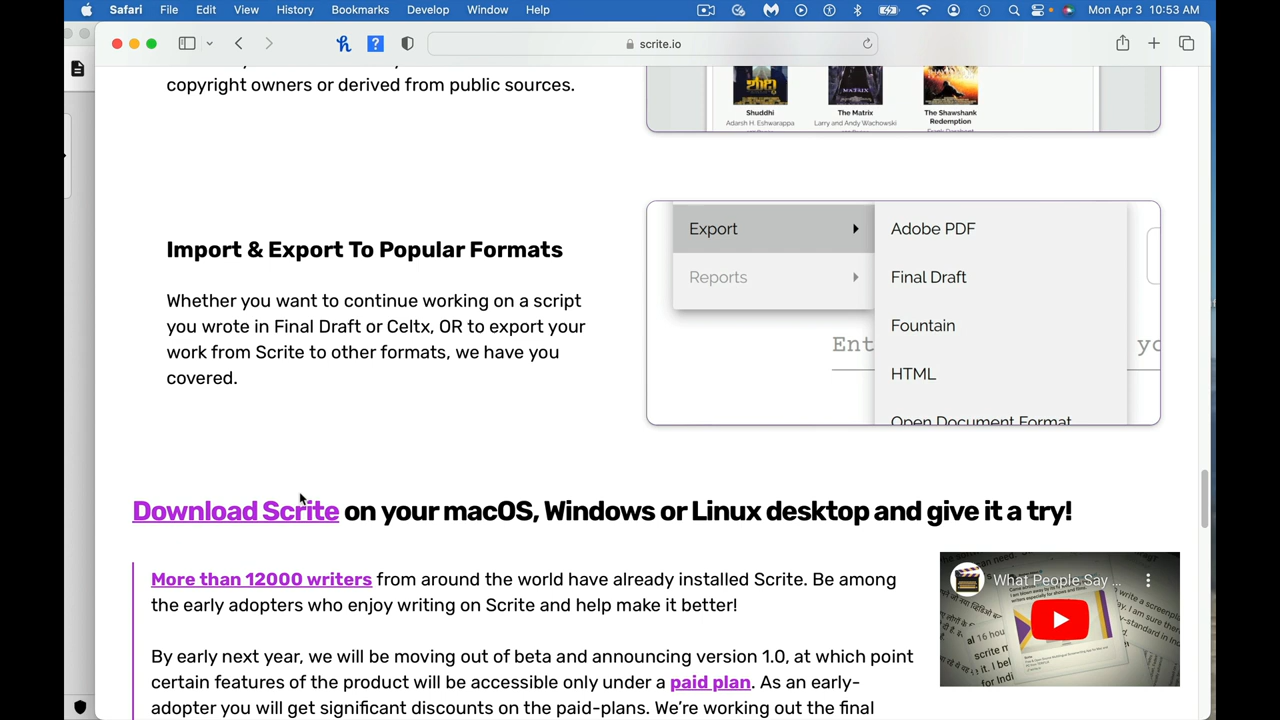 Safari File Edit View History Bookmarks Develop Window Help Mon Apr 3 10:53 AM
scrite.io
copyright owners or derived from public sources.
ಶುದ್ಧಿ
MATRIX
Shuddhi
Adarsh H. Eshwarappa
The Matrix
Larry and Andy Wachowski
The Shawshank
Redemption
Frank Darabont
Import & Export To Popular Formats
Whether you want to continue working on a script
you wrote in Final Draft or Celtx, OR to export your
work from Scrite to other formats, we have you
covered.
Export
Reports
Adobe PDF
Final Draft
Fountain
HTML
Open Document Format
Ent
yo
Download Scrite on your macOS, Windows or Linux desktop and give it a try!
More than 12000 writers from around the world have already installed Scrite. Be among
the early adopters who enjoy writing on Scrite and help make it better!
By early next year, we will be moving out of beta and announcing version 1.0, at which point
certain features of the product will be accessible only under a paid plan. As an early-
adopter you will get significant discounts on the paid-plans. We're working out the final
What People Say ...